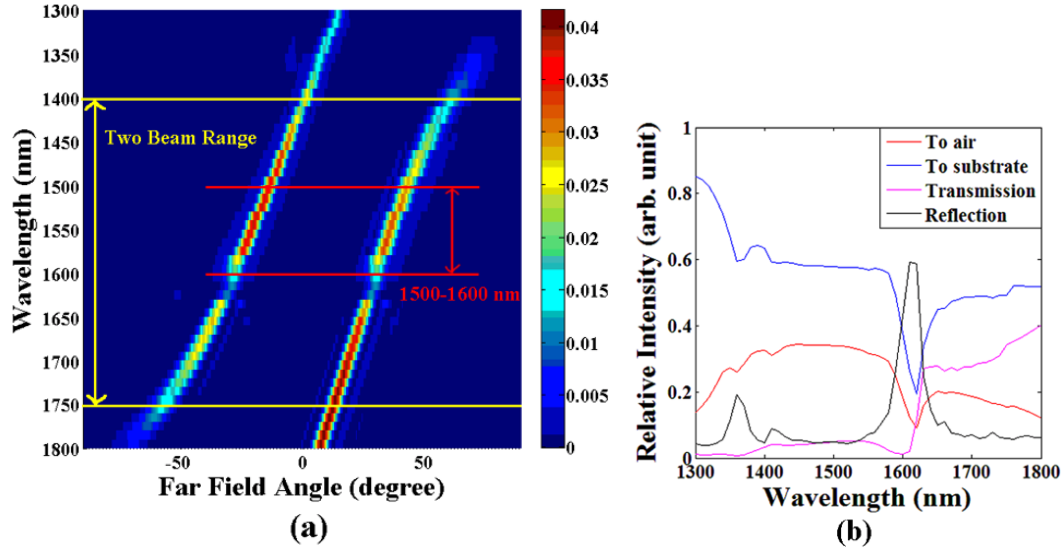 1300
1350
1400
1450
1500
1550
1600
1650
1700
1750
1800
Wavelength (nm)
Two Beam Range
1500-1600 nm
-50
0
50
Far Field Angle (degree)
0.04
0.035
0.03
0.025
0.02
0.015
0.01
0.005
0
(a)
1
0.8
0.6
0.4
0.2
0
Relative Intensity (arb. unit)
To air
To substrate
Transmission
Reflection
1300
1400
1500
1600
1700
1800
Wavelength (nm)
(b)